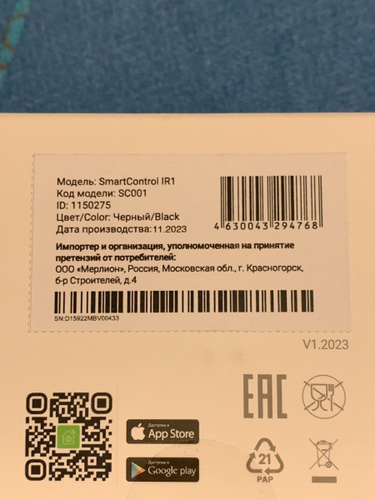 Модель: SmartControl IR1
Код модели: SC001
ID: 1150275
Цвет/Color: Черный/Black
Дата производства:11.2023
4 630043 294768
Импортер и организация, уполномоченная на принятие
претензий от потребителей:
ООО «Мерлион», Россия, Московская обл., г. Красногорск,
б-р Строителей, д.4
SN:D15922MBV00433
V1.2023
EAC
Доступно в
App Store
Доступно в
Google play
21
PAP